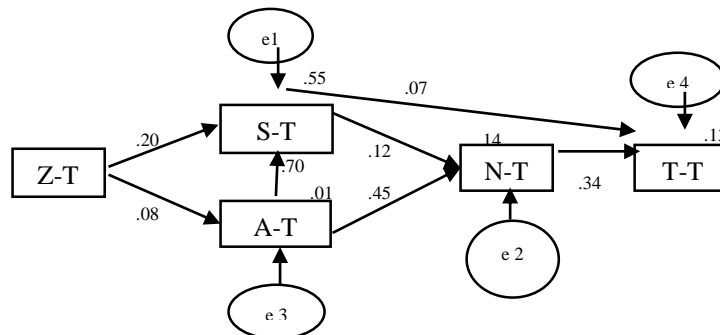 e1
.55
.07
e 4
.20
S-T
.12
14
N-T
.34
T-T
Z-T
.70
.08
.01
.45
A-T
e 2
e 3